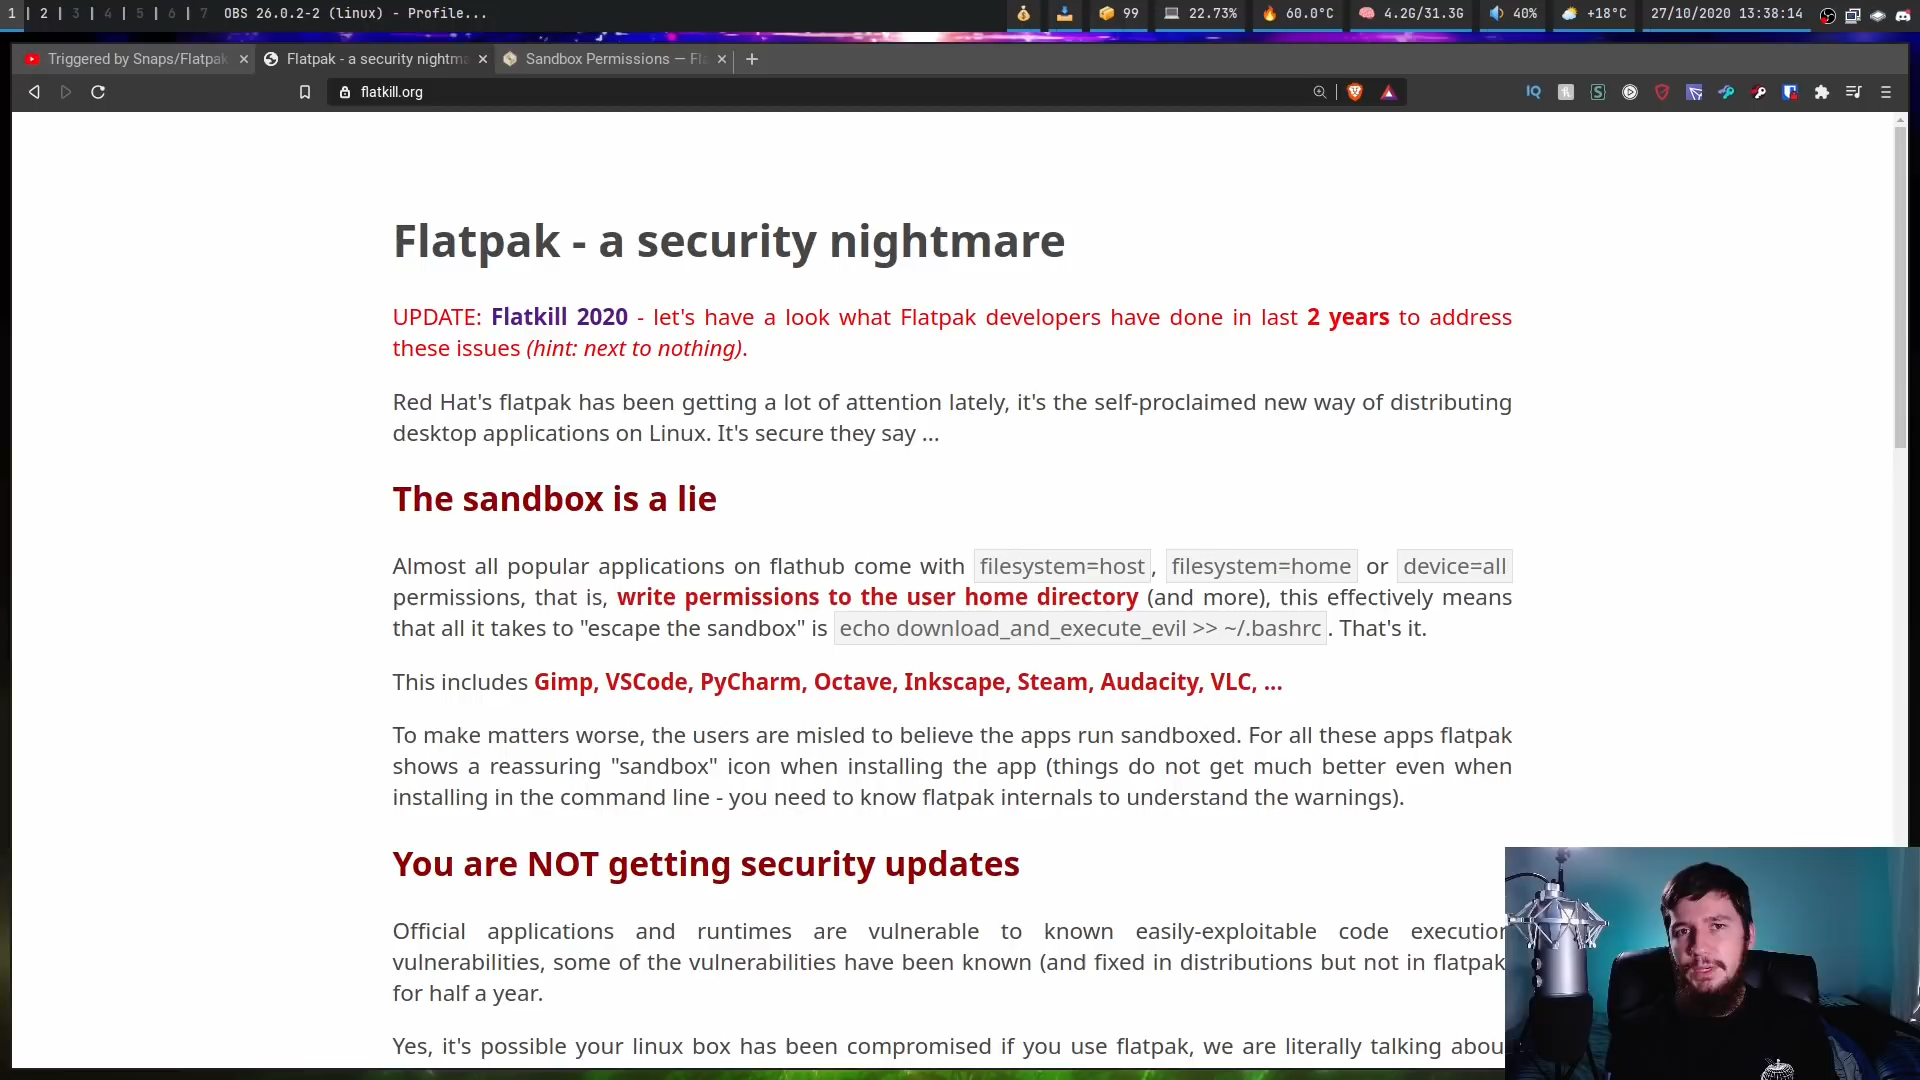 1 | 2 | 3 | 4 | 5 | 6 | 7 OBS 26.0.2-2 (linux) - Profile... 99 22.73% 60.0°C 4.2G/31.3G 40% +18°C 27/10/2020 13:38:14
Triggered by Snaps/Flatpak Flatpak - a security nightma Sandbox Permissions — Fl
flatkill.org
Flatpak - a security nightmare
UPDATE: Flatkill 2020 - let's have a look what Flatpak developers have done in last 2 years to address
these issues (hint: next to nothing).
Red Hat's flatpak has been getting a lot of attention lately, it's the self-proclaimed new way of distributing
desktop applications on Linux. It's secure they say ...
The sandbox is a lie
Almost all popular applications on flathub come with filesystem=host, filesystem=home or device=all
permissions, that is, write permissions to the user home directory (and more), this effectively means
that all it takes to "escape the sandbox" is echo download_and_execute_evil >> ~/.bashrc. That's it.
This includes Gimp, VSCode, PyCharm, Octave, Inkscape, Steam, Audacity, VLC, ...
To make matters worse, the users are misled to believe the apps run sandboxed. For all these apps flatpak
shows a reassuring "sandbox" icon when installing the app (things do not get much better even when
installing in the command line - you need to know flatpak internals to understand the warnings).
You are NOT getting security updates
Official applications and runtimes are vulnerable to known easily-exploitable code execution
vulnerabilities, some of the vulnerabilities have been known (and fixed in distributions but not in flatpak
for half a year.
Yes, it's possible your linux box has been compromised if you use flatpak, we are literally talking abou